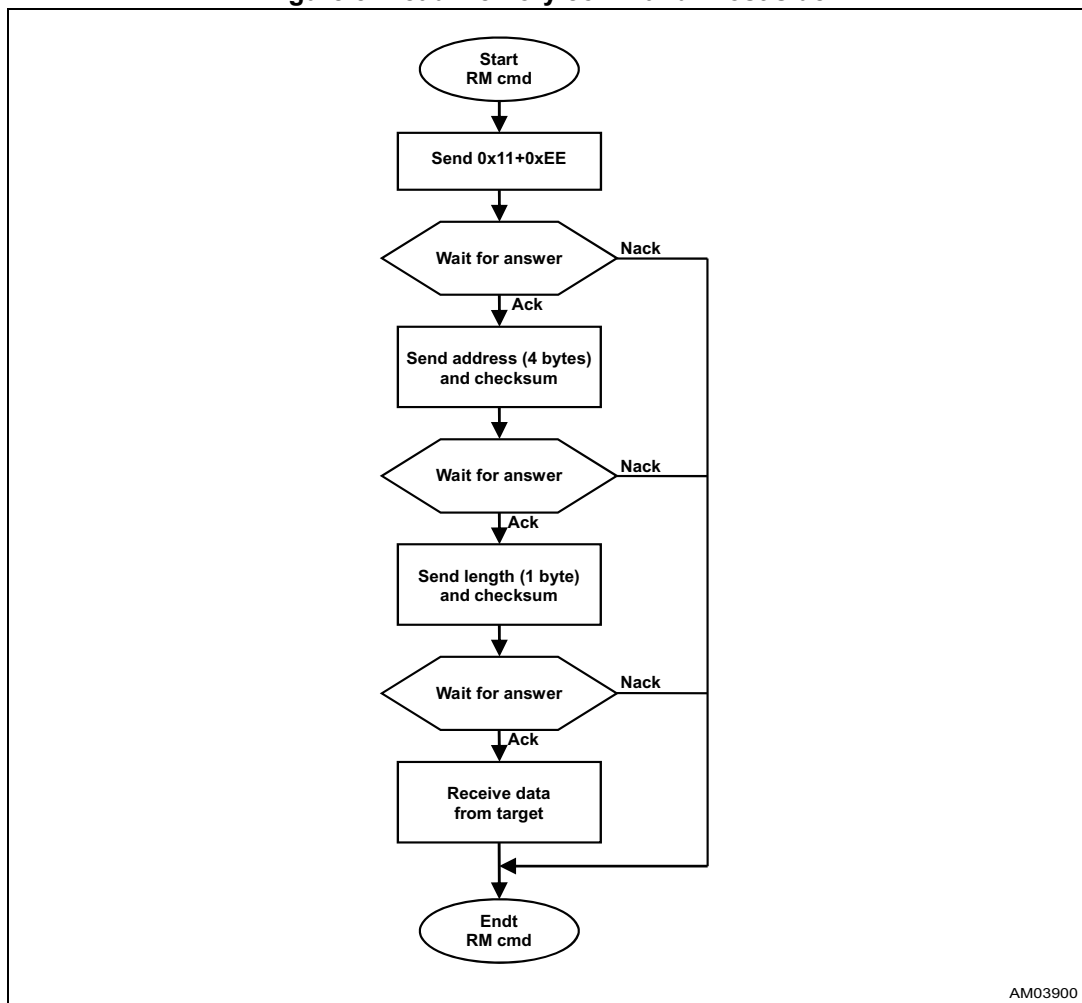 Start
RM cmd
Send 0x11+0xEE
Wait for answer
Nack
Ack
Send address (4 bytes)
and checksum
Wait for answer
Nack
Ack
Send length (1 byte)
and checksum
Wait for answer
Nack
Ack
Receive data
from target
Endt
RM cmd
AM03900